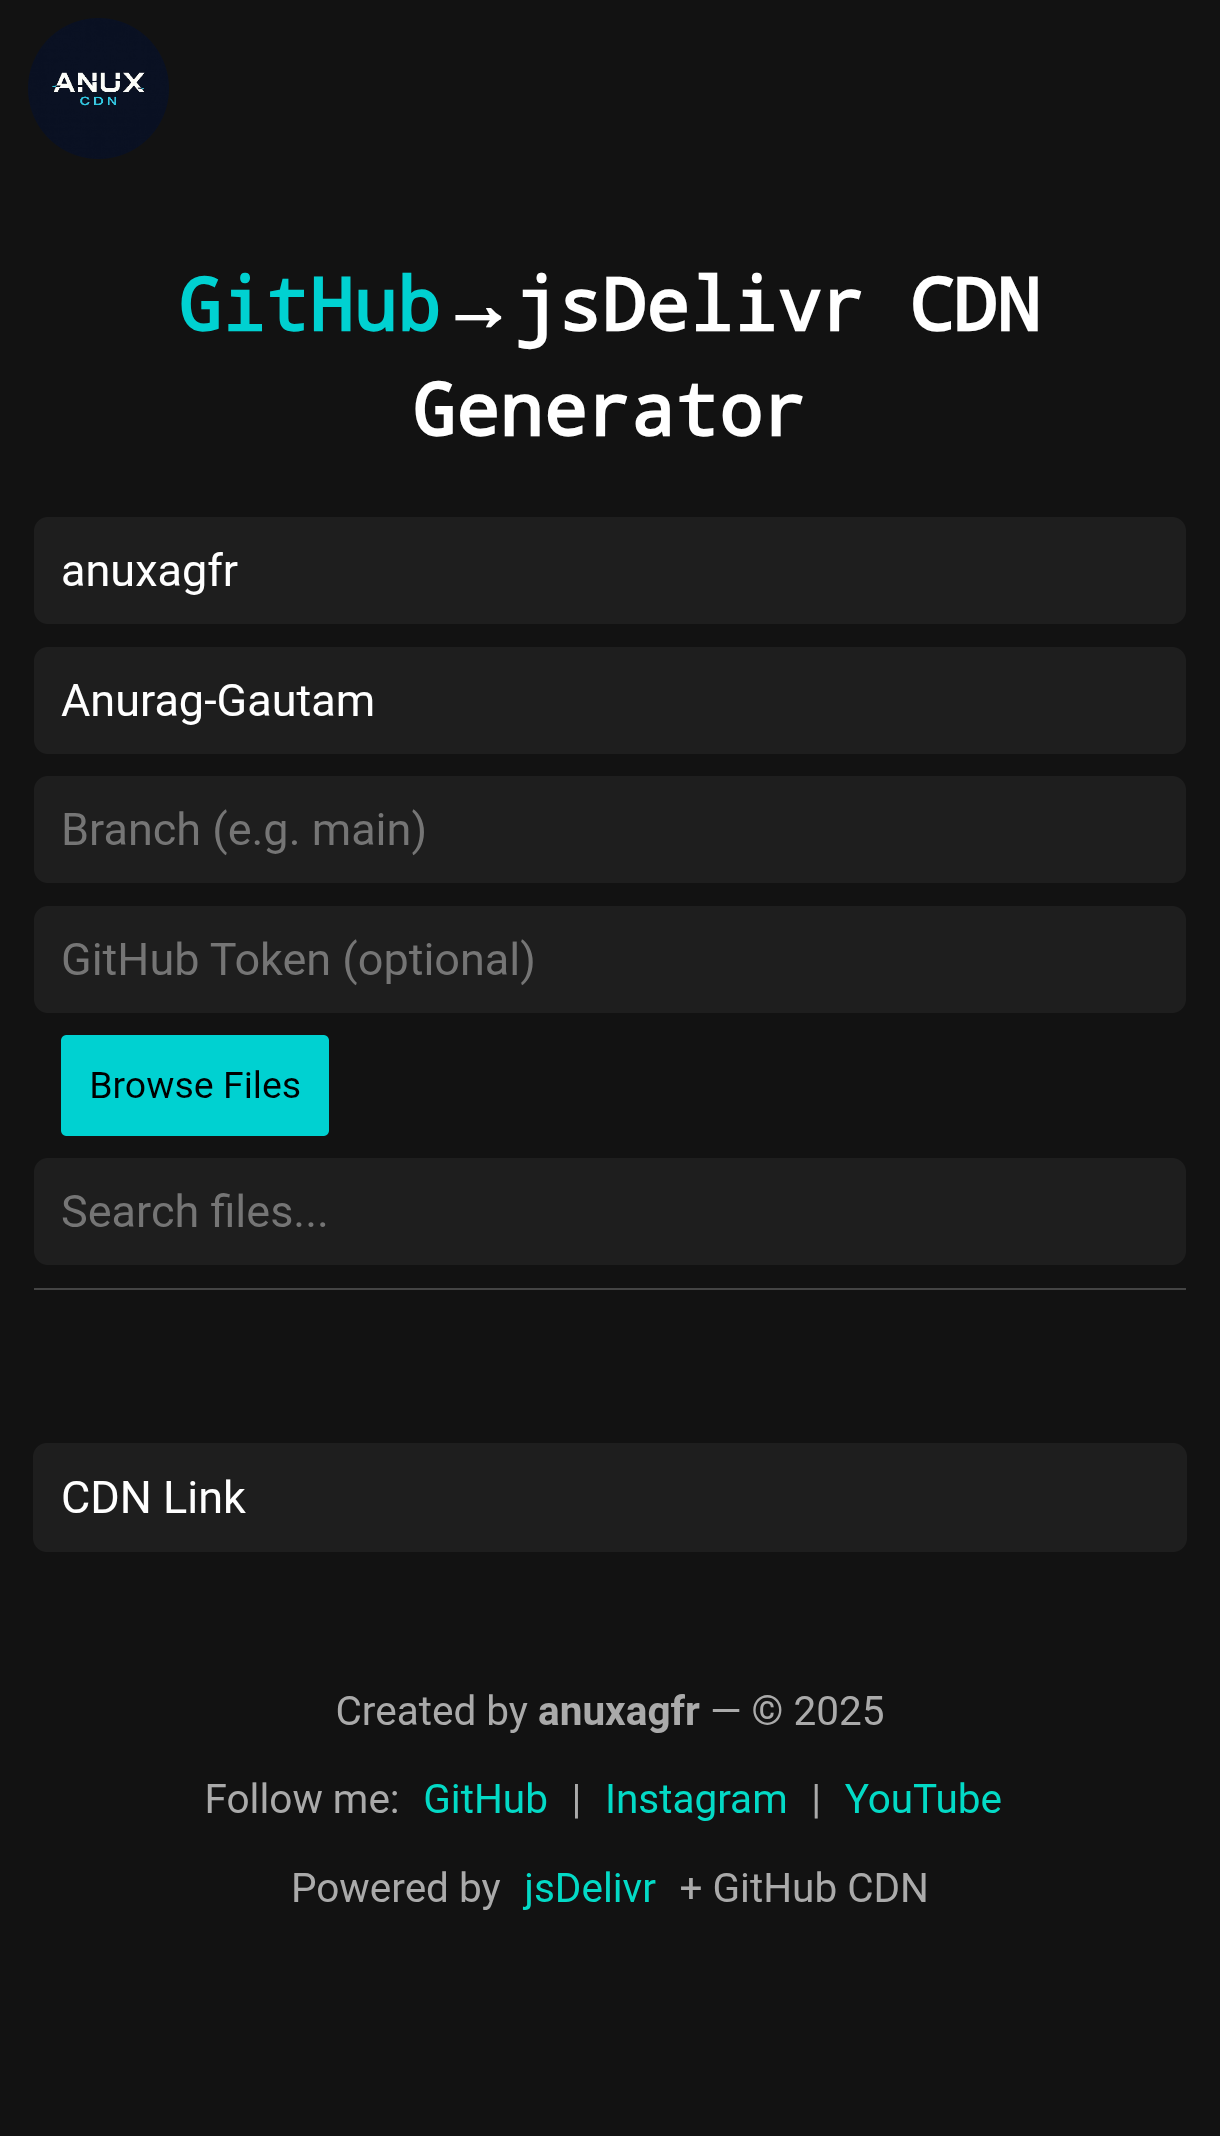 ANUX
CDN
GitHub→jsDelivr CDN
Generator
anuxagfr
Anurag-Gautam
Branch (e.g. main)
GitHub Token (optional)
Browse Files
Search files...
CDN Link
Created by anuxagfr — © 2025
Follow me: GitHub | Instagram | YouTube
Powered by jsDelivr + GitHub CDN